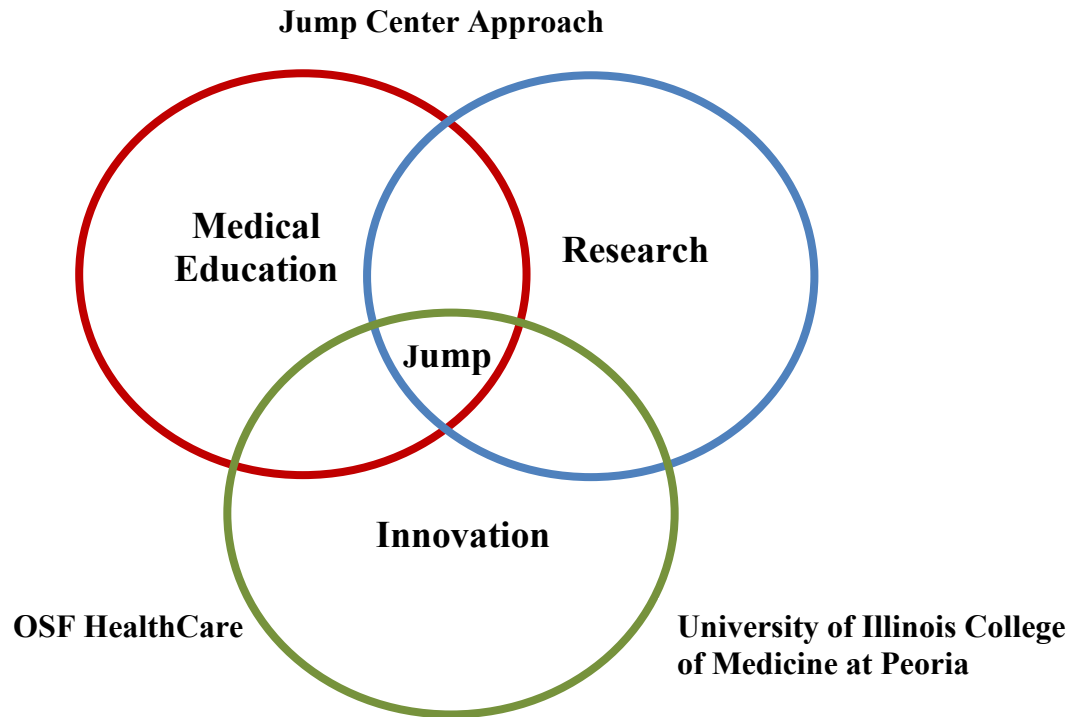 Jump Center Approach
Medical
Education
Research
Jump
Innovation
OSF HealthCare
University of Illinois College
of Medicine at Peoria